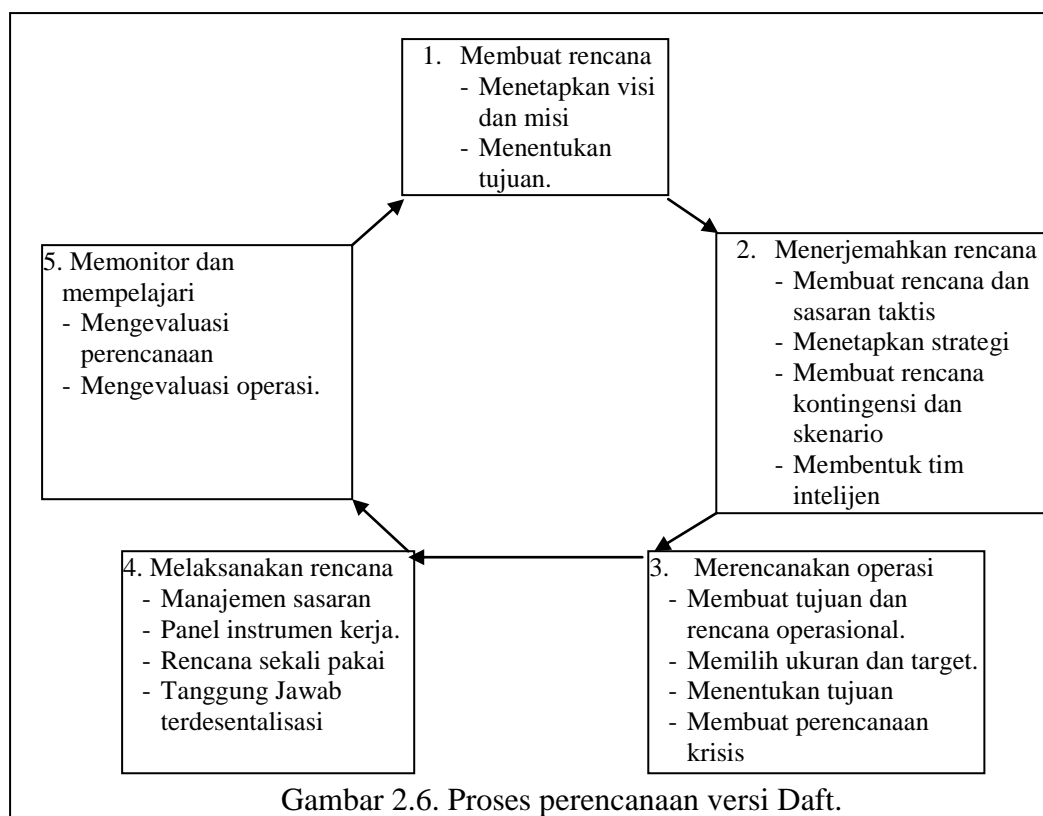 1. Membuat rencana
- Menetapkan visi
dan misi
- Menentukan
tujuan.
2. Menerjemahkan rencana
- Membuat rencana dan
sasaran taktis
- Menetapkan strategi
- Membuat rencana
kontingensi dan
skenario
- Membentuk tim
intelijen
3. Merencanakan operasi
- Membuat tujuan dan
rencana operasional.
- Memilih ukuran dan target.
- Menentukan tujuan
- Membuat perencanaan
krisis
4. Melaksanakan rencana
- Manajemen sasaran
- Panel instrumen kerja.
- Rencana sekali pakai
- Tanggung Jawab
terdesentalisasi
5. Memonitor dan
mempelajari
- Mengevaluasi
perencanaan
- Mengevaluasi operasi.
Gambar 2.6. Proses perencanaan versi Daft.